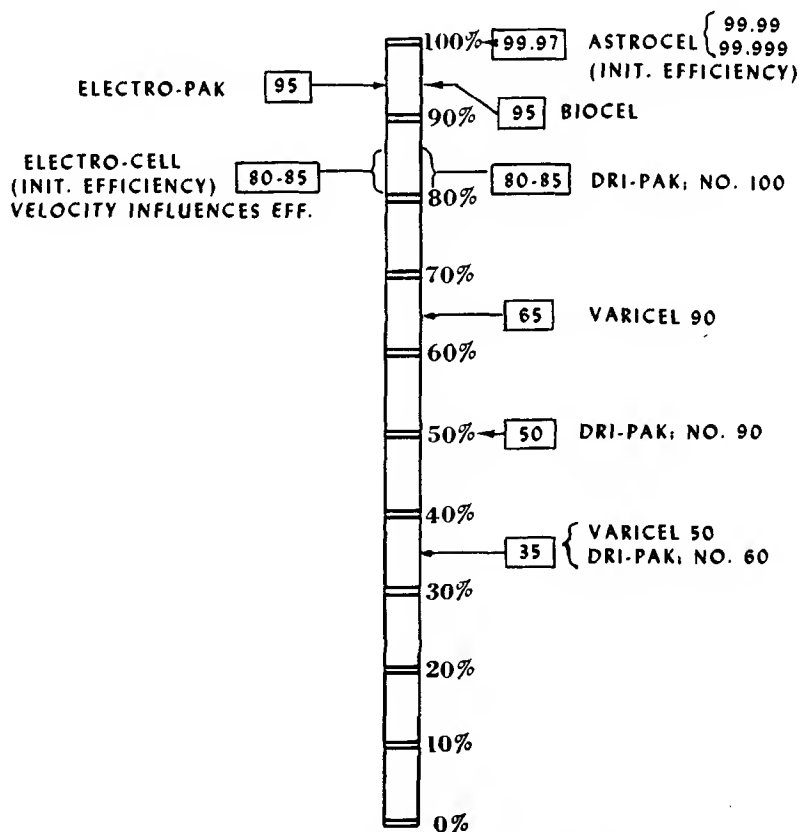 99.99
100% 99.97 ASTROCEL 99.999
(INIT. EFFICIENCY)
ELECTRO-PAK 95
95 BIOCEL
90%
ELECTRO-CELL
(INIT. EFFICIENCY) 80-85
VELOCITY INFLUENCES EFF.
80-85 DRI-PAK; NO. 100
80%
70%
65 VARICEL 90
60%
50% 50 DRI-PAK; NO. 90
40%
VARICEL 50
35 DRI-PAK; NO. 60
30%
20%
10%
0%